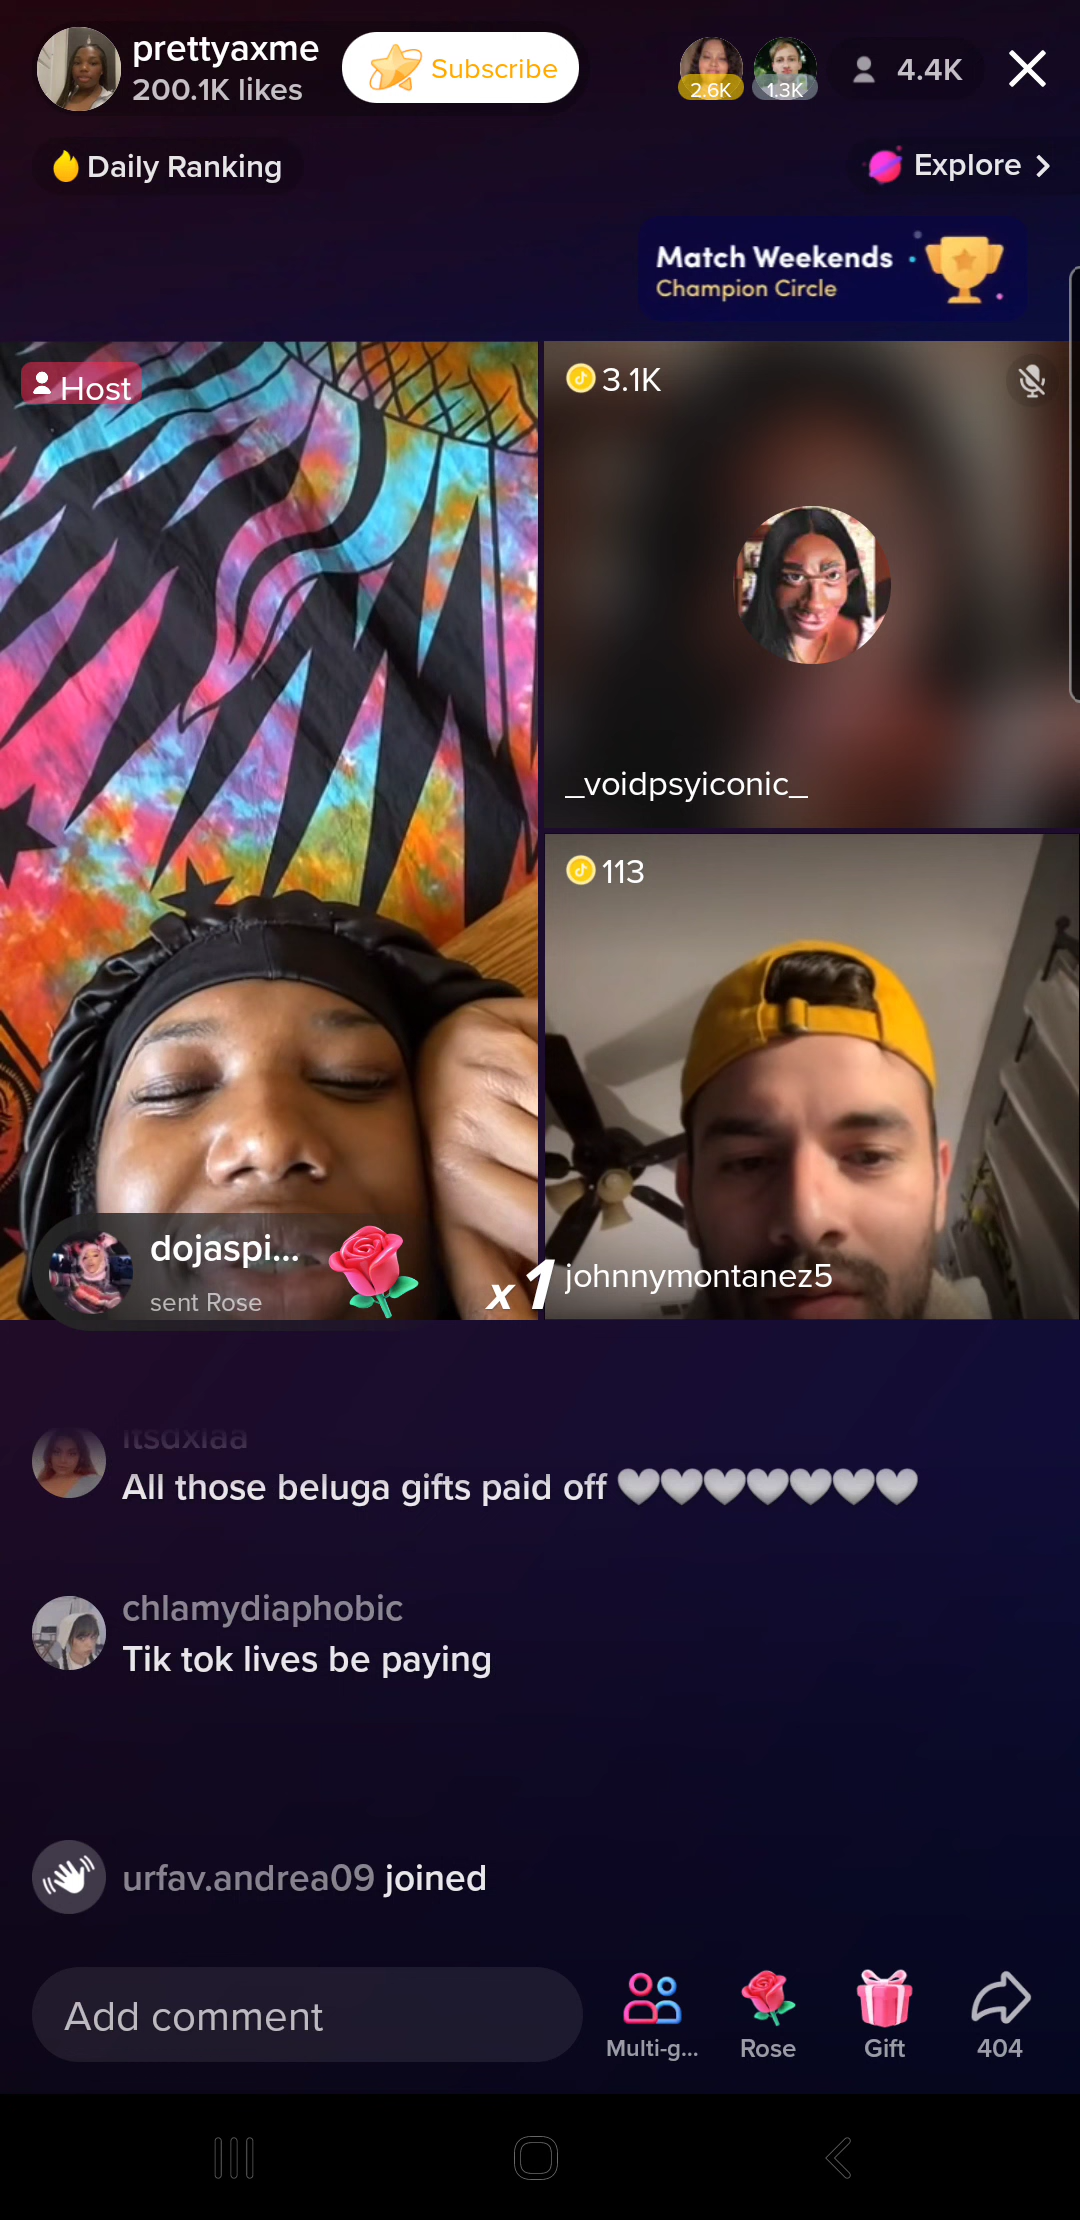 prettyaxme
200.1K likes
Subscribe
2.6K
1.3K
4.4K
Daily Ranking
Explore
Match Weekends
Champion Circle
Host
3.1K
_voidpsyiconic_
113
dojaspi...
sent Rose
x 1
johnnymontanez5
itsdxiaa
All those beluga gifts paid off 🤍🤍🤍🤍🤍🤍🤍
chlamydiaphobic
Tik tok lives be paying
urfav.andrea09 joined
Add comment
Multi-g...
Rose
Gift
404